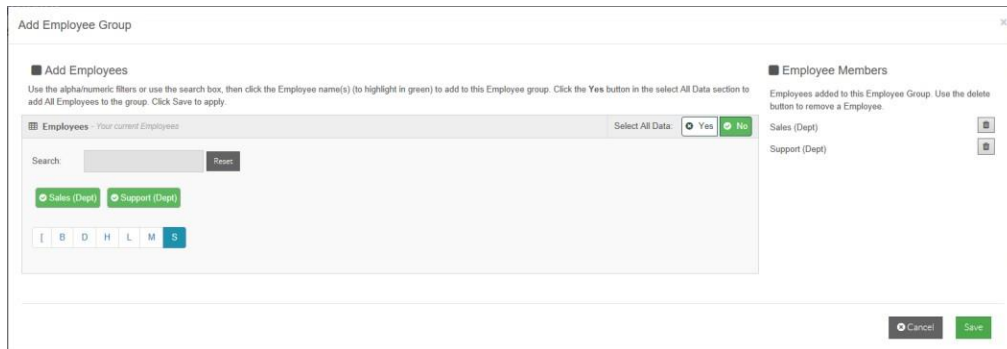 Add Employee Group
×
Add Employees
Use the alpha/numeric filters or use the search box, then click the Employee name(s) (to highlight in green) to add to this Employee group. Click the Yes button in the select All Data section to
add All Employees to the group. Click Save to apply.
Employees - Your current Employees
Select All Data: Yes No
Search: Reset
Sales (Dept) Support (Dept)
[ B D H L M S
Employee Members
Employees added to this Employee Group. Use the delete
button to remove a Employee.
Sales (Dept)
Support (Dept)
Cancel Save